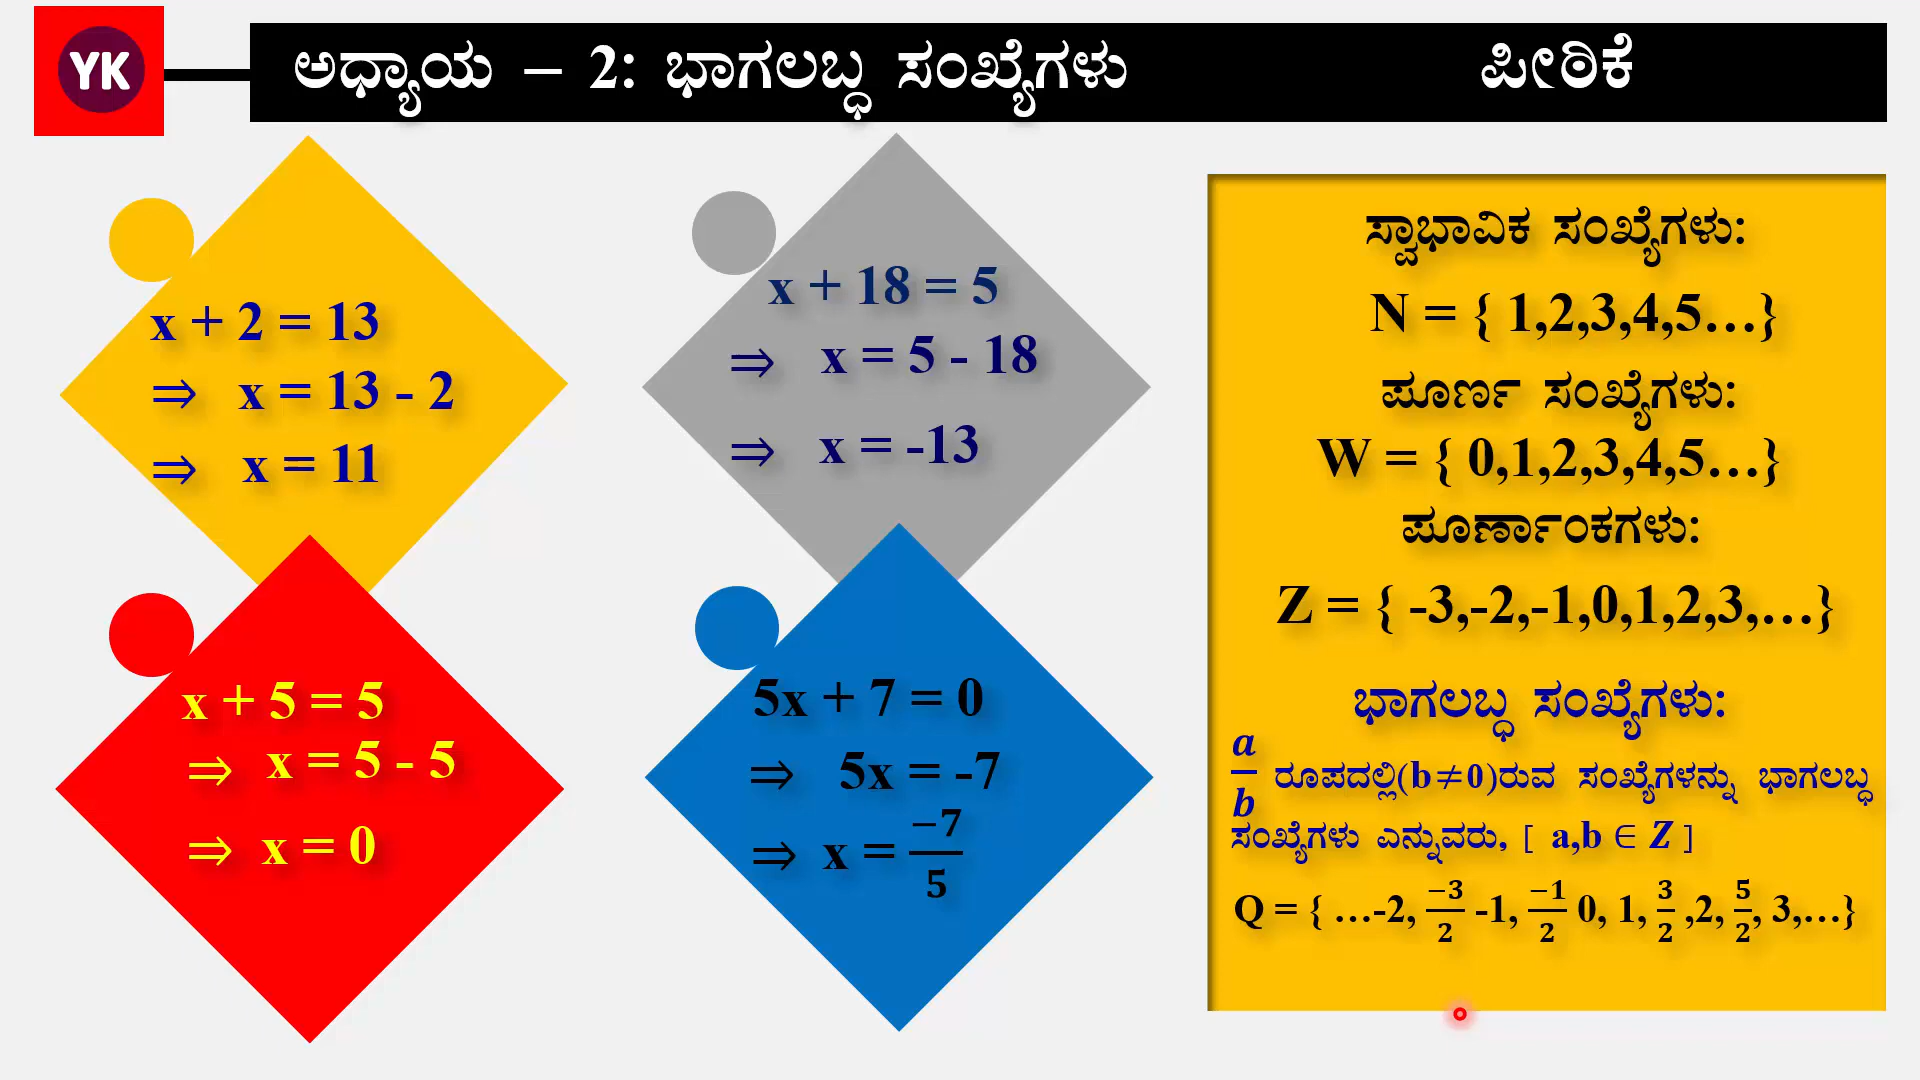 YK
ಅಧ್ಯಾಯ – 2: ಭಾಗಲಬ್ಧ ಸಂಖ್ಯೆಗಳು ಪೀಠಿಕೆ
x + 2 = 13
⇒ x = 13 - 2
⇒ x = 11
x + 18 = 5
⇒ x = 5 - 18
⇒ x = -13
x + 5 = 5
⇒ x = 5 - 5
⇒ x = 0
5x + 7 = 0
⇒ 5x = -7
⇒ x = −7/5
ಸ್ವಾಭಾವಿಕ ಸಂಖ್ಯೆಗಳು:
N = { 1,2,3,4,5…}
ಪೂರ್ಣ ಸಂಖ್ಯೆಗಳು:
W = { 0,1,2,3,4,5…}
ಪೂರ್ಣಾಂಕಗಳು:
Z = { -3,-2,-1,0,1,2,3,…}
ಭಾಗಲಬ್ಧ ಸಂಖ್ಯೆಗಳು:
a/b ರೂಪದಲ್ಲಿ(b≠0)ರುವ ಸಂಖ್ಯೆಗಳನ್ನು ಭಾಗಲಬ್ಧ
ಸಂಖ್ಯೆಗಳು ಎನ್ನುವರು, [ a,b ∈ Z ]
Q = { …-2, −3/2 -1, −1/2 0, 1, 3/2 ,2, 5/2, 3,…}